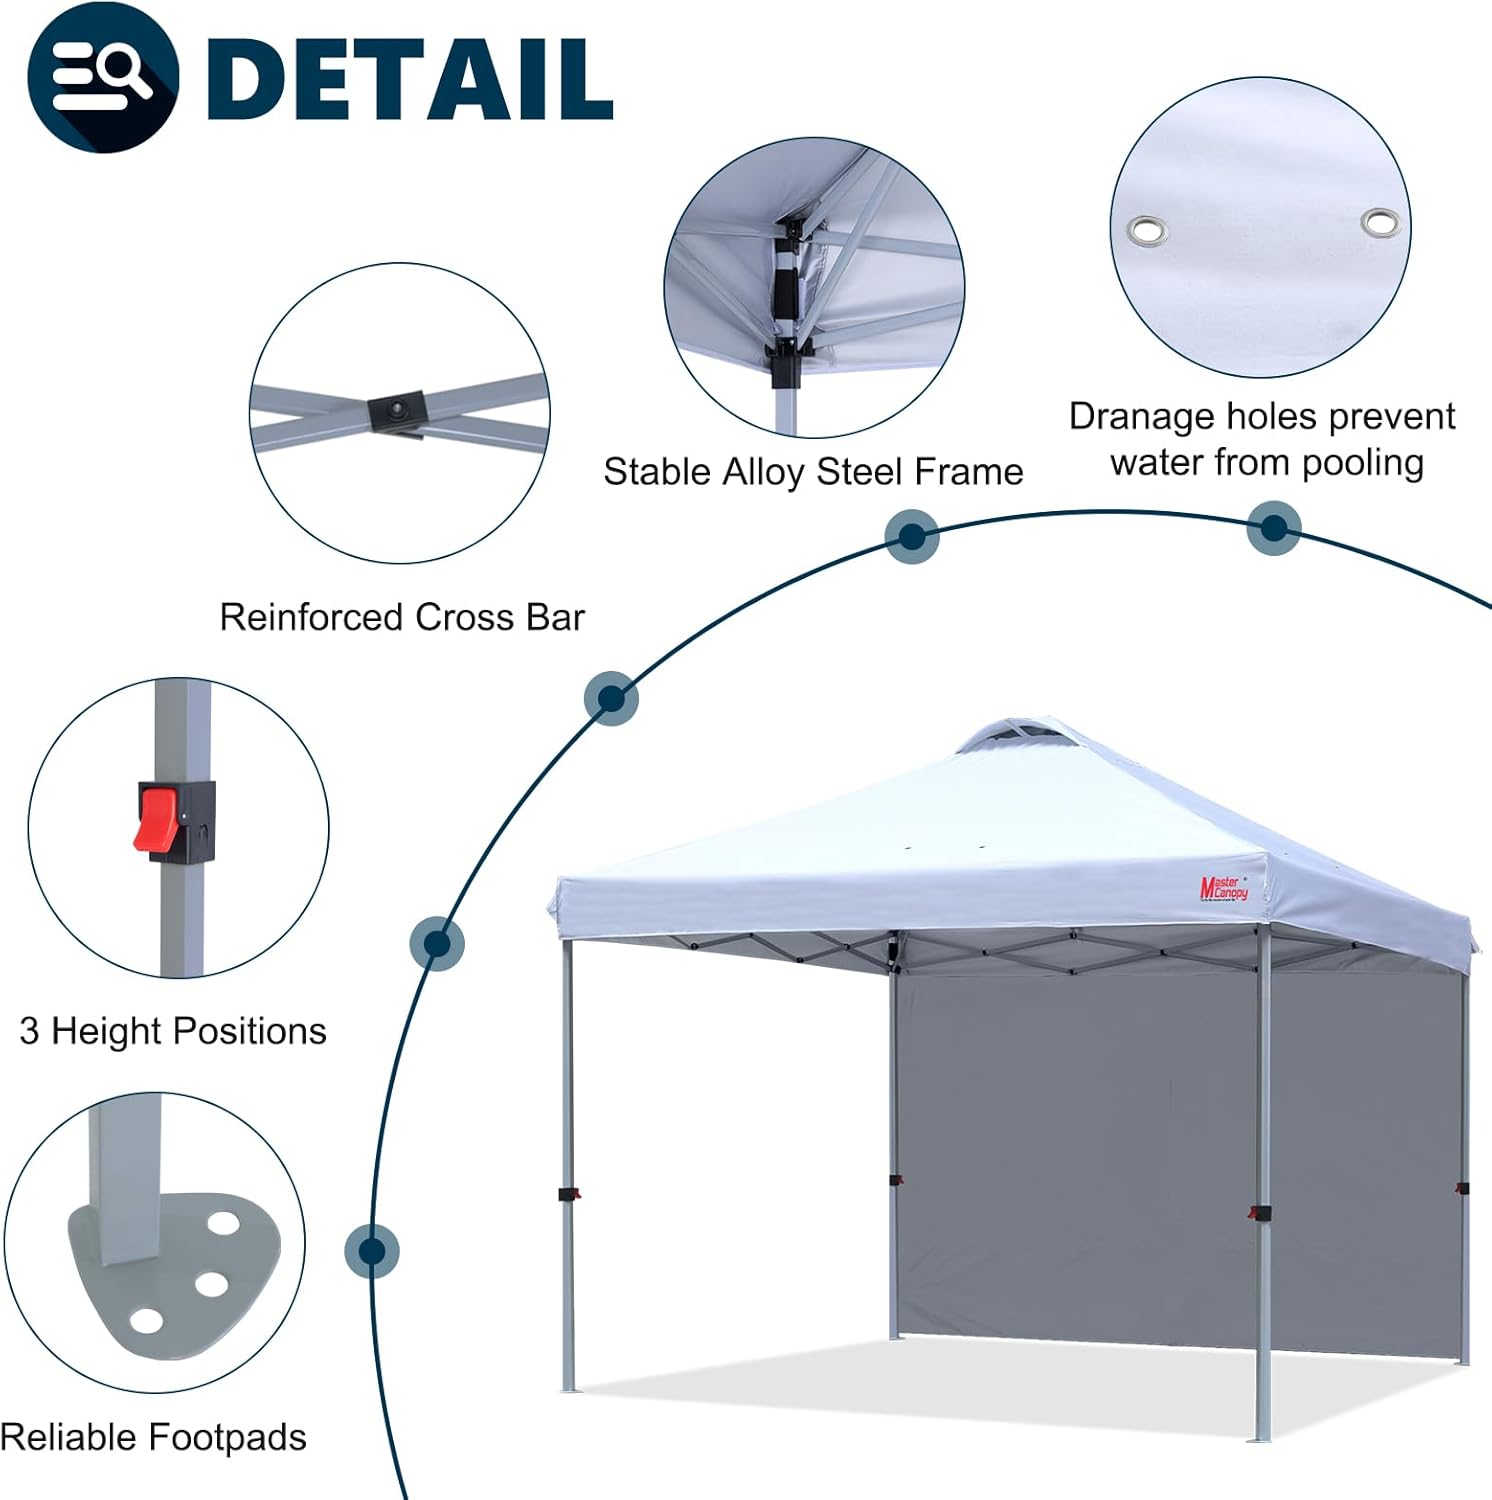 DETAIL
Dranage holes prevent
water from pooling
Stable Alloy Steel Frame
Reinforced Cross Bar
3 Height Positions
Reliable Footpads
Master
Canopy
®